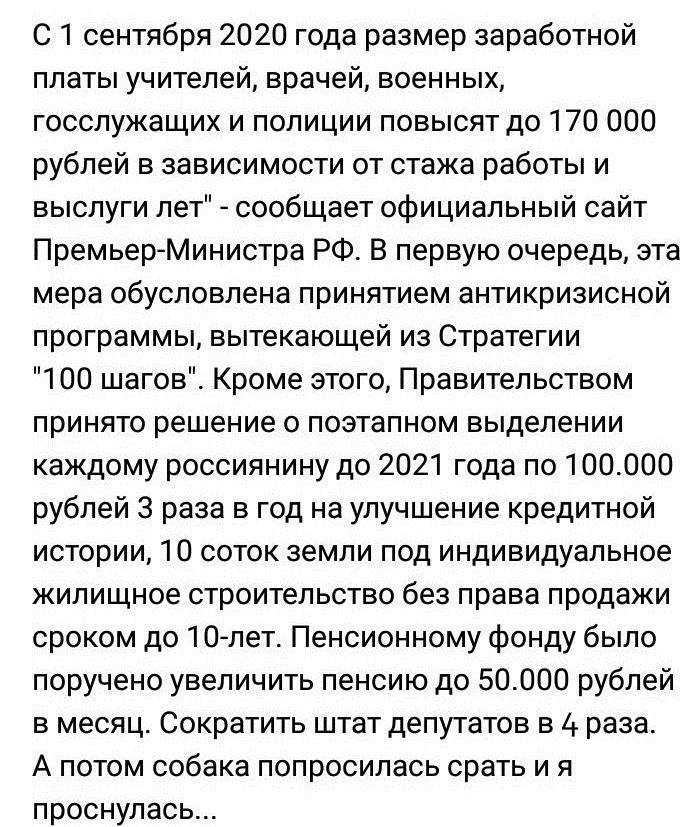 С 1 сентября 2020 года размер заработной
платы учителей, врачей, военных,
госслужащих и полиции повысят до 170 000
рублей в зависимости от стажа работы и
выслуги лет" - сообщает официальный сайт
Премьер-Министра РФ. В первую очередь, эта
мера обусловлена принятием антикризисной
программы, вытекающей из Стратегии
"100 шагов". Кроме этого, Правительством
принято решение о поэтапном выделении
каждому россиянину до 2021 года по 100.000
рублей 3 раза в год на улучшение кредитной
истории, 10 соток земли под индивидуальное
жилищное строительство без права продажи
сроком до 10-лет. Пенсионному фонду было
поручено увеличить пенсию до 50.000 рублей
в месяц. Сократить штат депутатов в 4 раза.
А потом собака попросилась срать и я
проснулась...